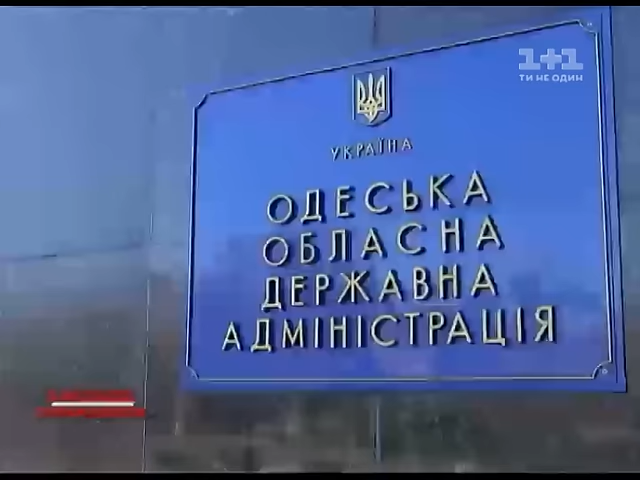 1+1
ТИ НЕ ОДИН
УКРАЇНА
ОДЕСЬКА
ОБЛАСНА
ДЕРЖАВНА
АДМІНІСТРАЦІЯ